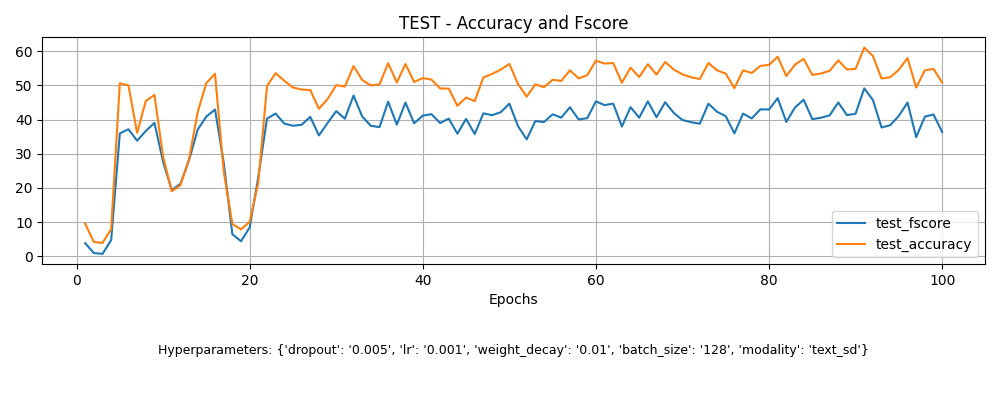 TEST - Accuracy and Fscore
60
50
40
30
20
10
0
test_fscore
test_accuracy
0 20 40 60 80 100
Epochs
Hyperparameters: {'dropout': '0.005', 'lr': '0.001', 'weight_decay': '0.01', 'batch_size': '128', 'modality': 'text_sd'}